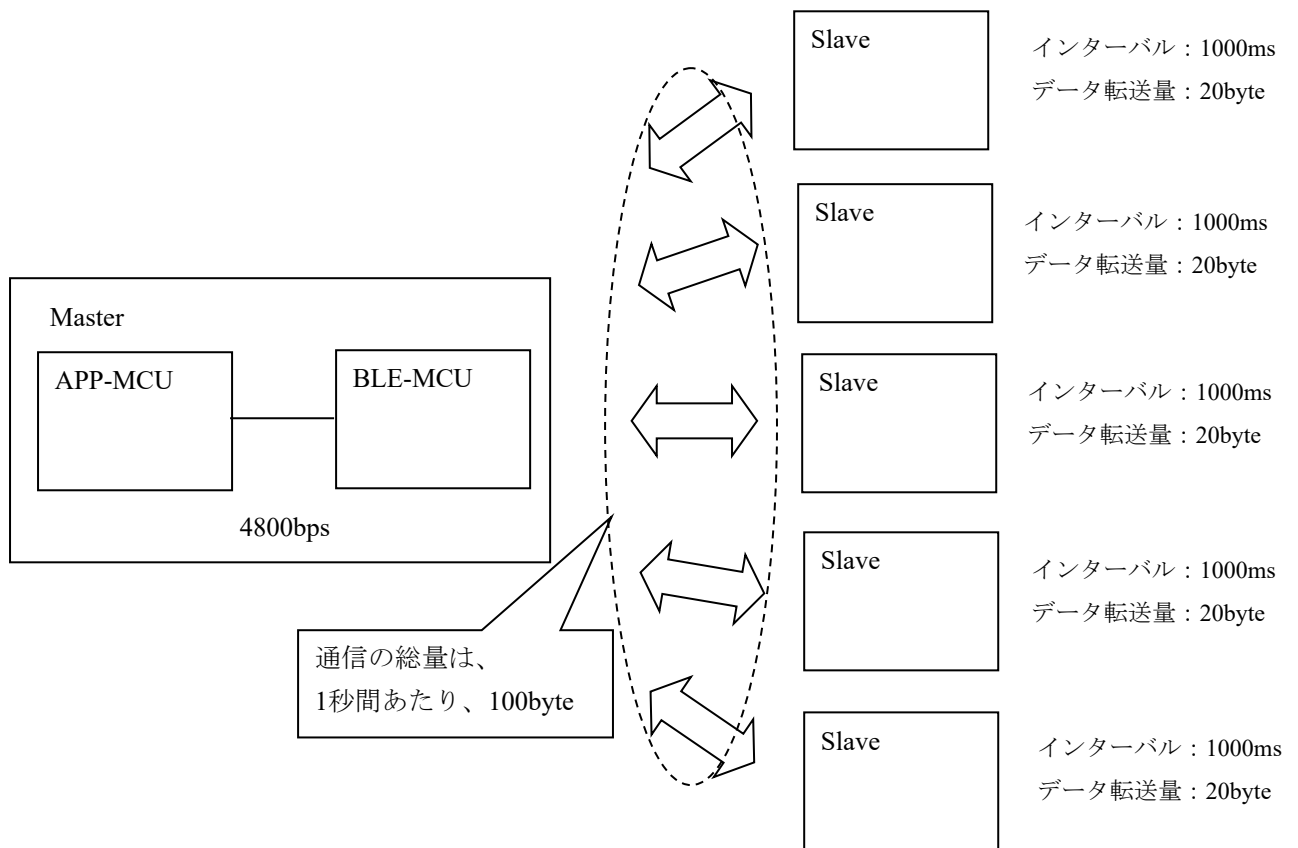 Slave
インターバル：1000ms
データ転送量：20byte
Slave
インターバル：1000ms
データ転送量：20byte
Master
APP-MCU
BLE-MCU
4800bps
Slave
インターバル：1000ms
データ転送量：20byte
Slave
インターバル：1000ms
データ転送量：20byte
通信の総量は、
1秒間あたり、100byte
Slave
インターバル：1000ms
データ転送量：20byte